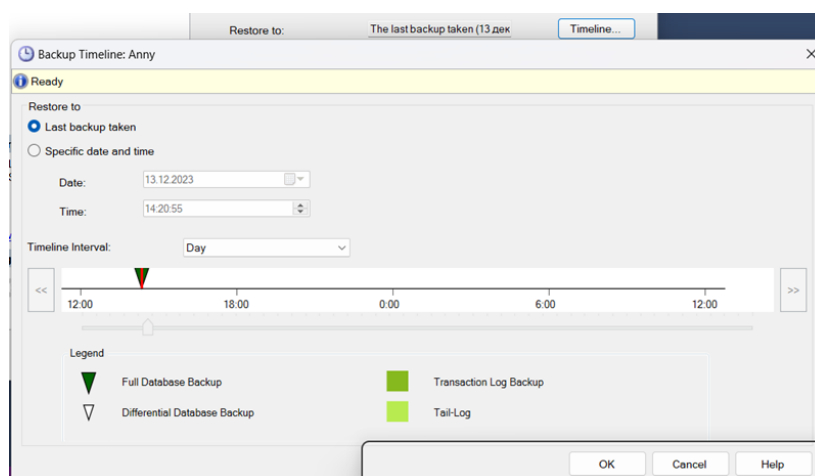 Restore to: The last backup taken (13 дек Timeline...
Backup Timeline: Anny
Ready
Restore to
Last backup taken
Specific date and time
Date: 13.12.2023
Time: 14:20:55
Timeline Interval: Day
<< >>
12:00 18:00 0:00 6:00 12:00
Legend
Full Database Backup Transaction Log Backup
Differential Database Backup Tail-Log
OK Cancel Help